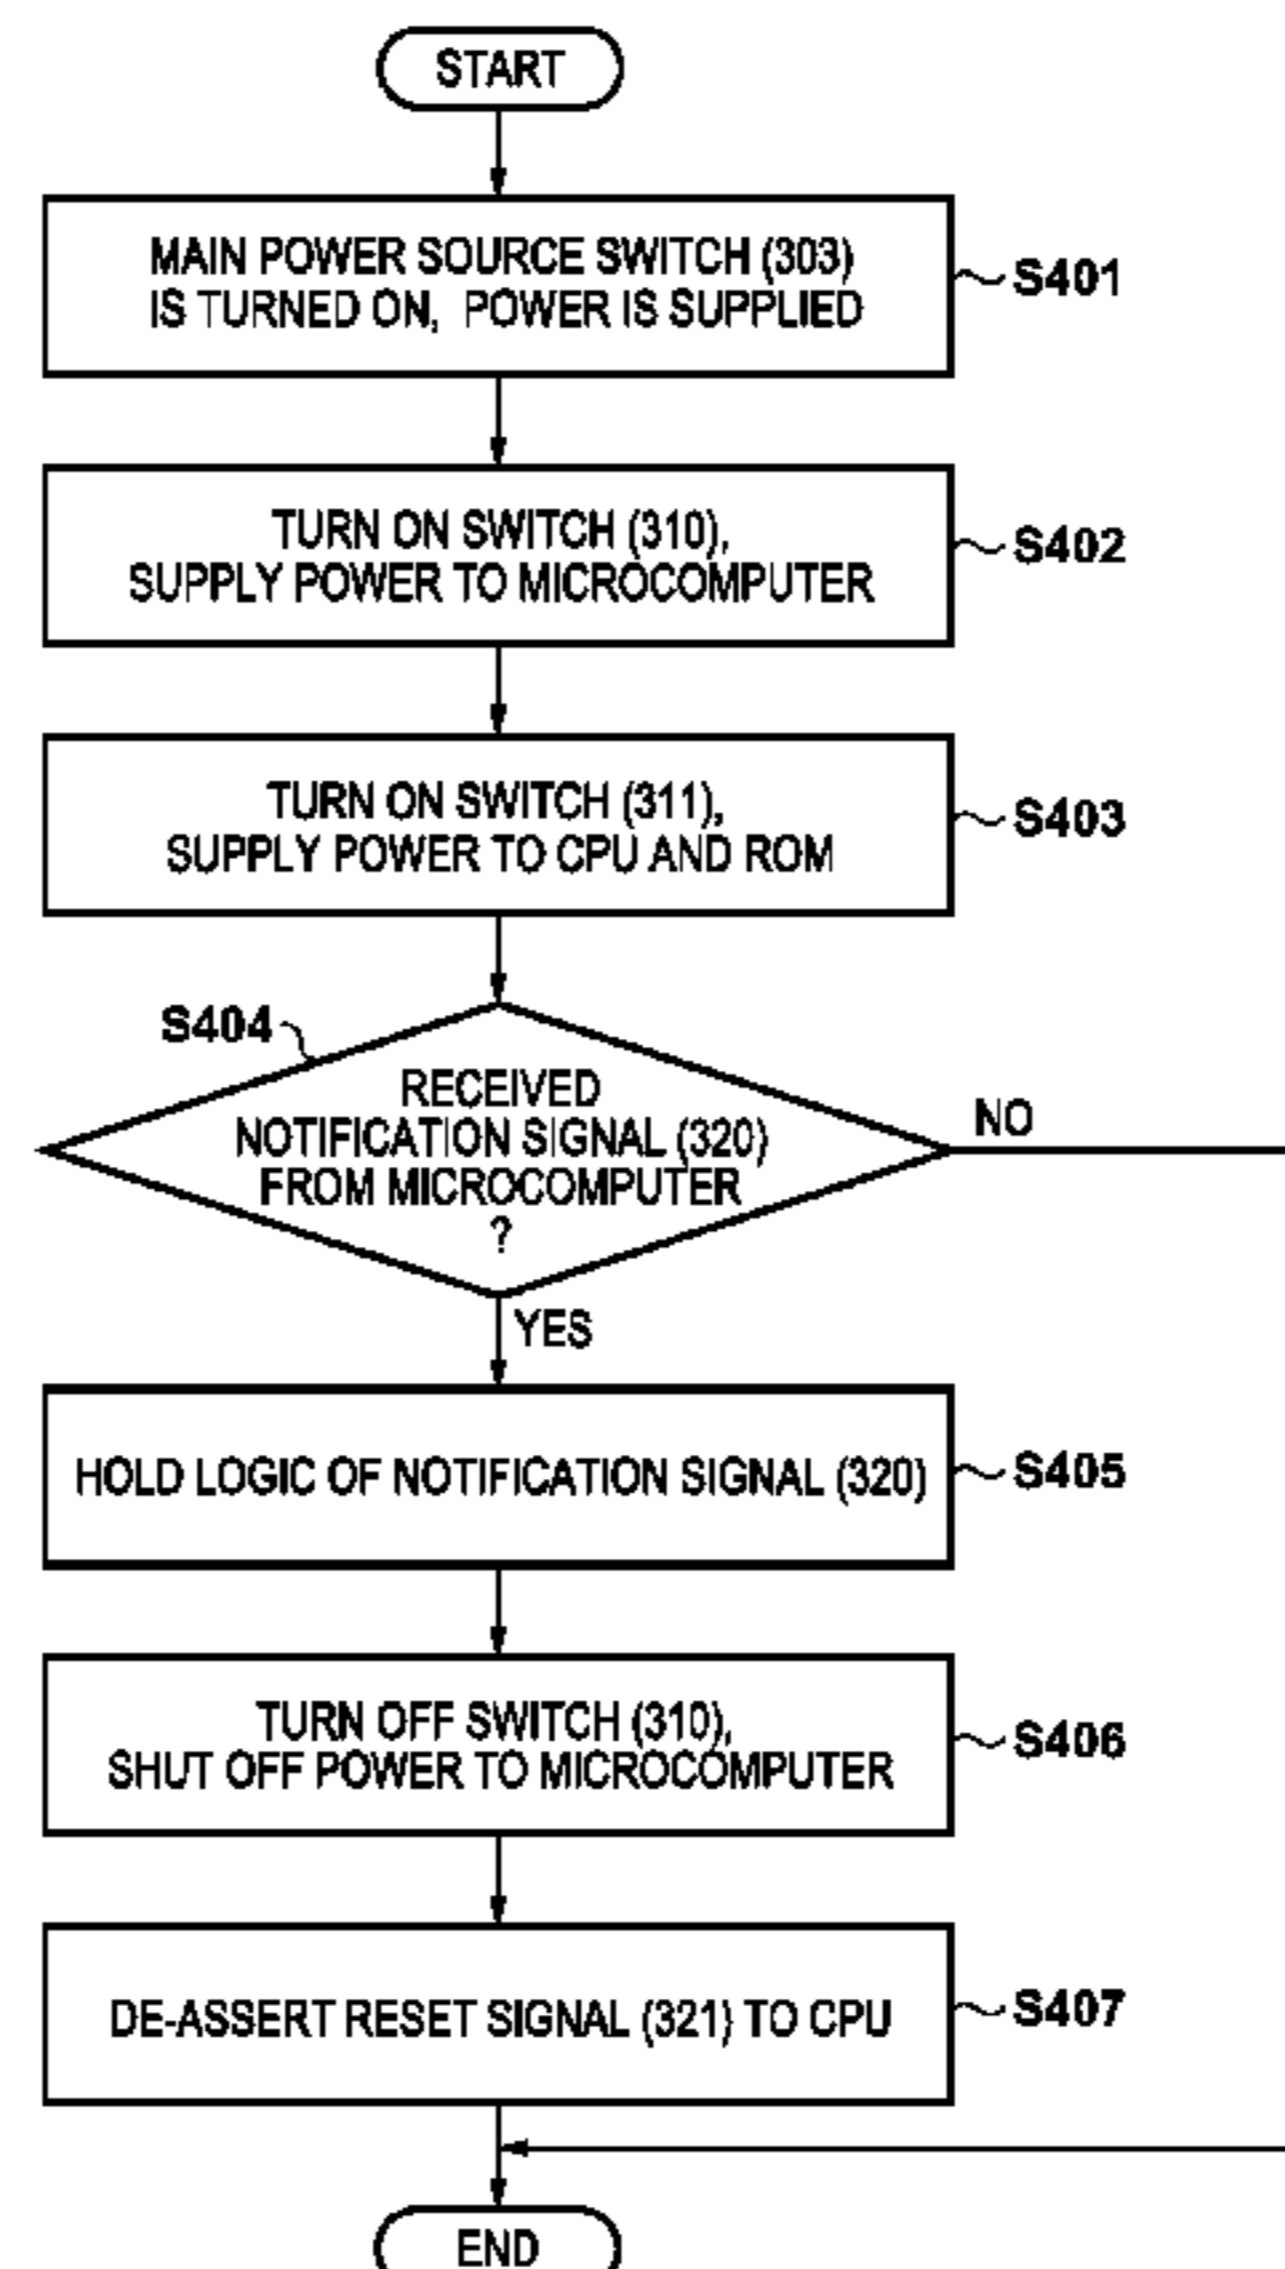 START
MAIN POWER SOURCE SWITCH (303)
IS TURNED ON, POWER IS SUPPLIED
S401
TURN ON SWITCH (310),
SUPPLY POWER TO MICROCOMPUTER
S402
TURN ON SWITCH (311),
SUPPLY POWER TO CPU AND ROM
S403
S404
RECEIVED
NOTIFICATION SIGNAL (320)
FROM MICROCOMPUTER
?
NO
YES
HOLD LOGIC OF NOTIFICATION SIGNAL (320)
S405
TURN OFF SWITCH (310),
SHUT OFF POWER TO MICROCOMPUTER
S406
DE-ASSERT RESET SIGNAL (321) TO CPU
S407
END